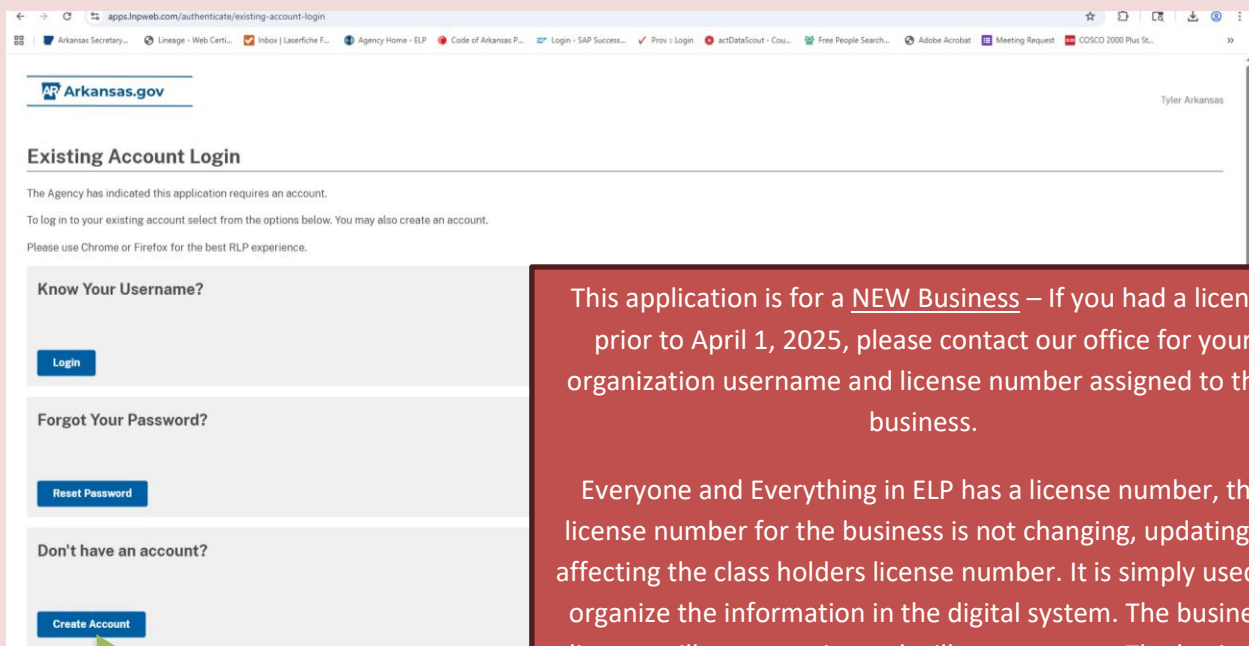 apps.lnpweb.com/authenticate/existing-account-login
Arkansas Secretary... Lineage - Web Certi... Inbox | Laserfiche F... Agency Home - ELP Code of Arkansas P... Login - SAP Success... Prov :: Login actDataScout - Cou... Free People Search... Adobe Acrobat Meeting Request COSCO 2000 Plus St... »
AR Arkansas.gov
Tyler Arkansas
Existing Account Login
The Agency has indicated this application requires an account.
To log in to your existing account select from the options below. You may also create an account.
Please use Chrome or Firefox for the best RLP experience.
Know Your Username?
Login
Forgot Your Password?
Reset Password
Don't have an account?
Create Account
This application is for a NEW Business – If you had a licen
prior to April 1, 2025, please contact our office for your
organization username and license number assigned to th
business.
Everyone and Everything in ELP has a license number, th
license number for the business is not changing, updating
affecting the class holders license number. It is simply used
organize the information in the digital system. The busine